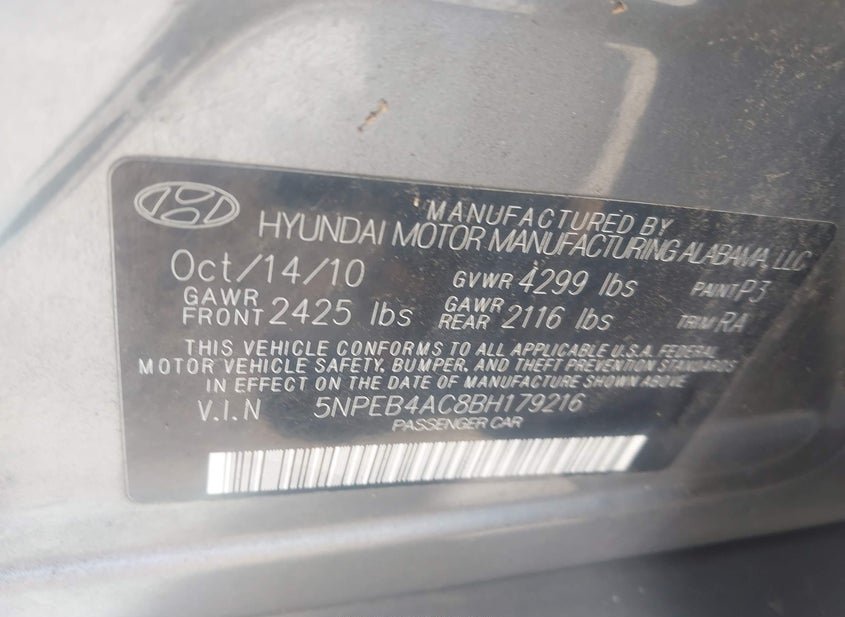 MANUFACTURED BY
HYUNDAI MOTOR MANUFACTURING ALABAMA, LLC
Oct/14/10 GVWR 4299 lbs PAINT P3
GAWR FRONT 2425 lbs GAWR REAR 2116 lbs TRIM RA
THIS VEHICLE CONFORMS TO ALL APPLICABLE U.S.A. FEDERAL
MOTOR VEHICLE SAFETY, BUMPER, AND THEFT PREVENTION STANDARDS
IN EFFECT ON THE DATE OF MANUFACTURE SHOWN ABOVE.
V.I.N 5NPEB4AC8BH179216
PASSENGER CAR